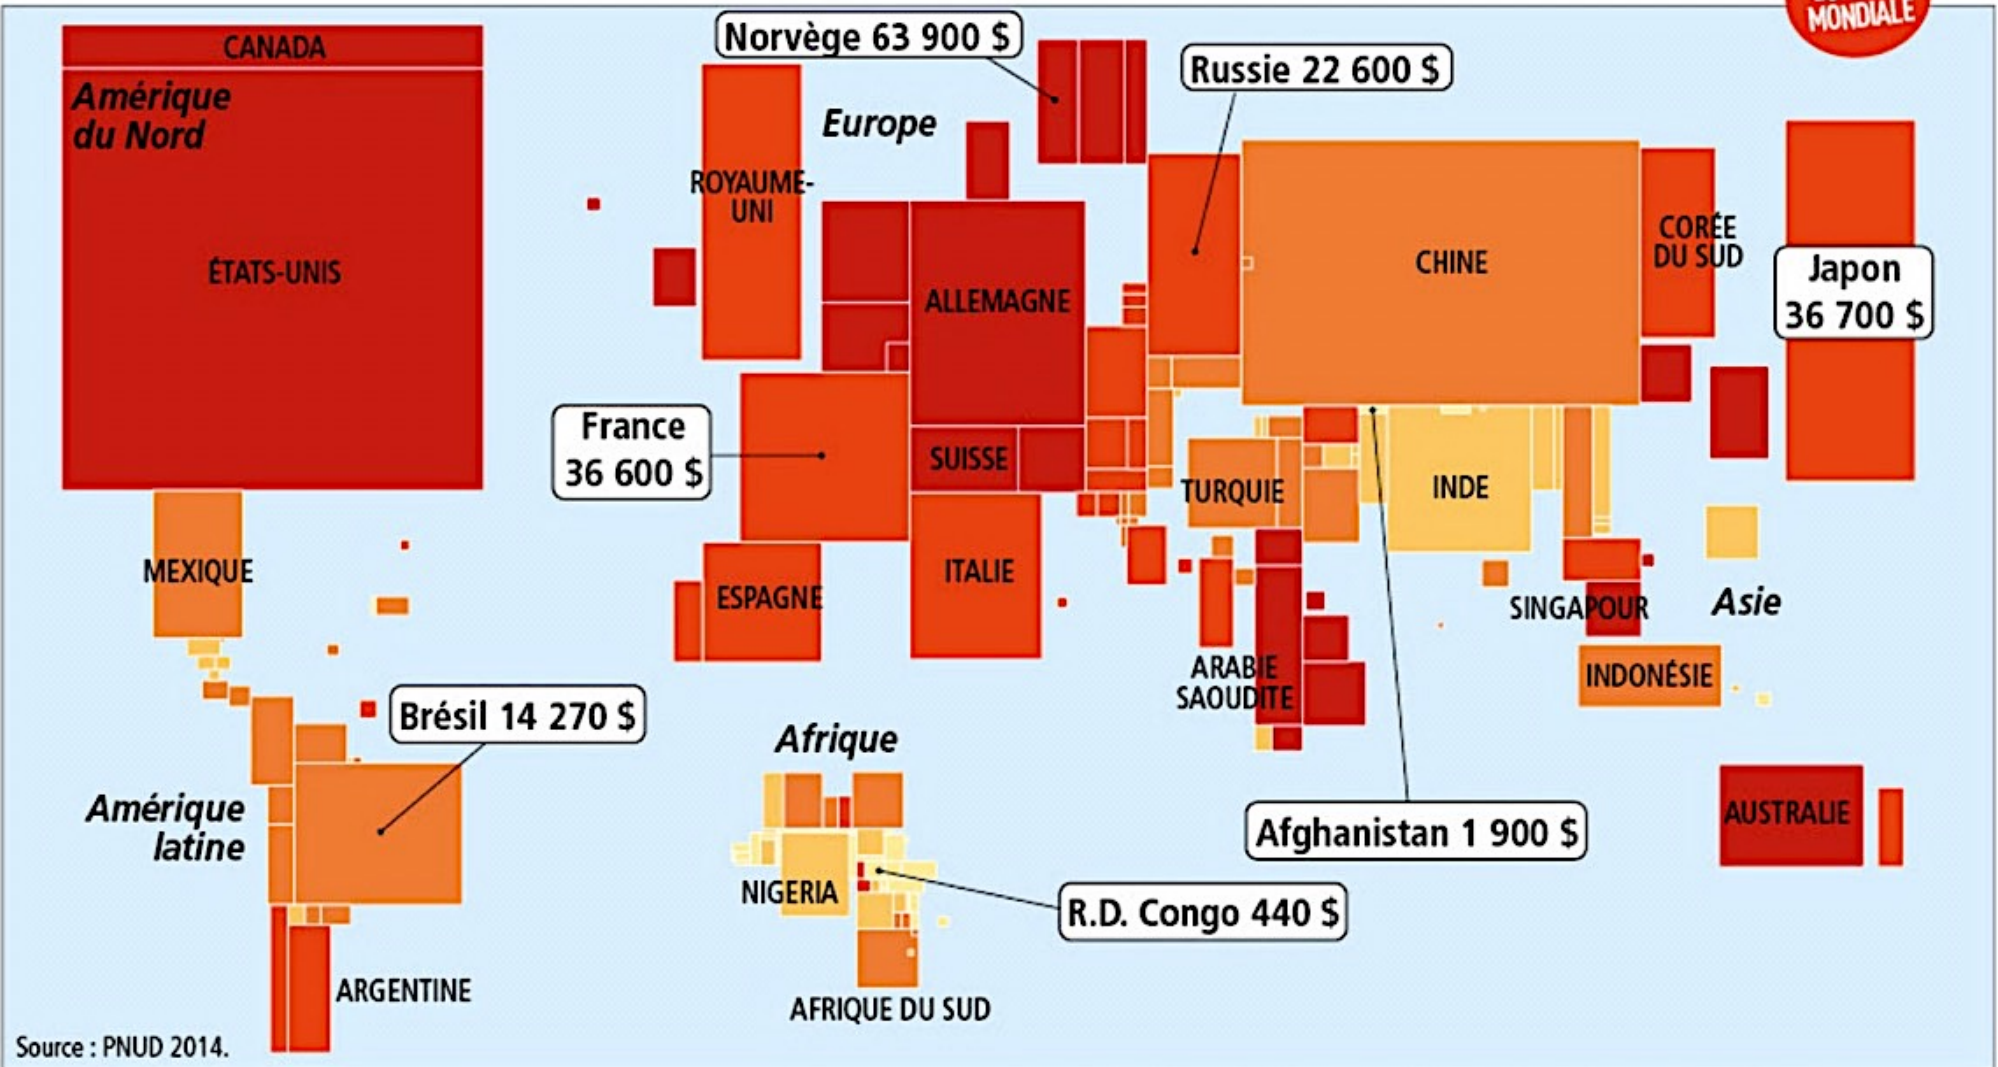 MONDIALE
CANADA
Amérique
du Nord
ÉTATS-UNIS
Norvège 63 900 $
Russie 22 600 $
Europe
ROYAUME-
UNI
ALLEMAGNE
CHINE
CORÉE
DU SUD
Japon
36 700 $
France
36 600 $
SUISSE
TURQUIE
INDE
MEXIQUE
ESPAGNE
ITALIE
SINGAPOUR
Asie
ARABIE
SAOUDITE
INDONÉSIE
Brésil 14 270 $
Afrique
Amérique
latine
Afghanistan 1 900 $
AUSTRALIE
NIGERIA
R.D. Congo 440 $
ARGENTINE
AFRIQUE DU SUD
Source : PNUD 2014.